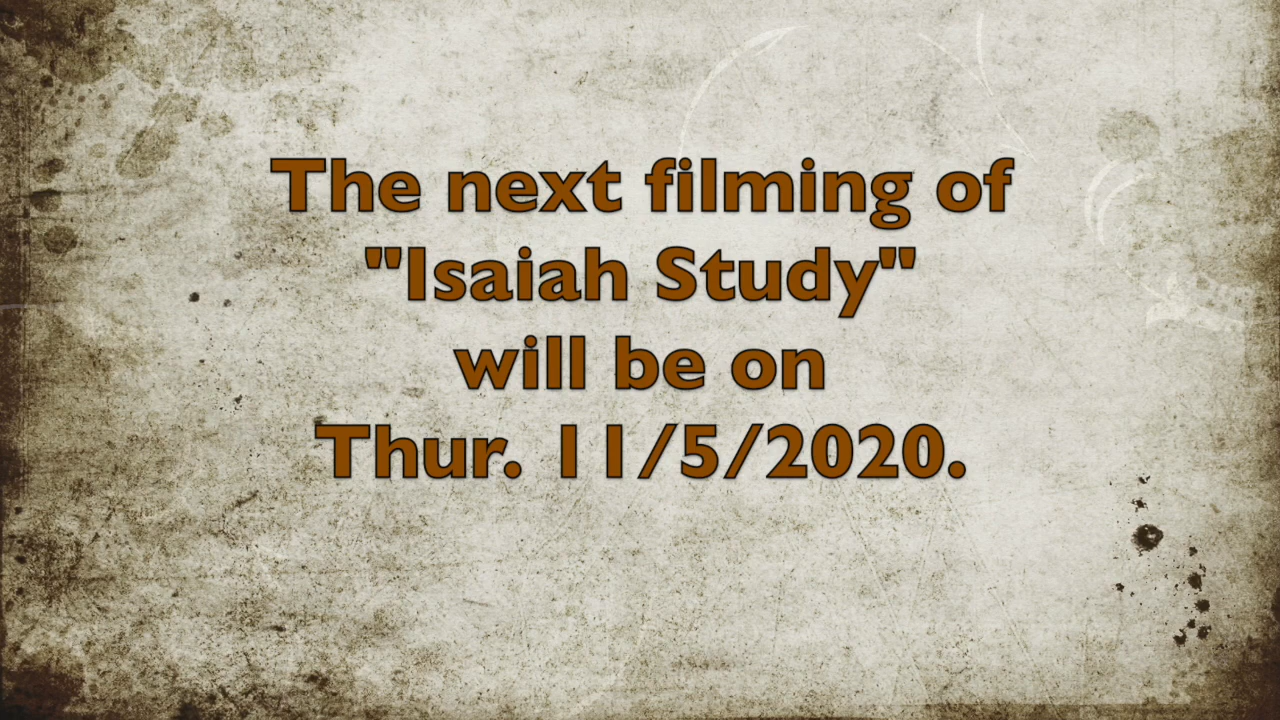 The next filming of
"Isaiah Study"
will be on
Thur. 11/5/2020.